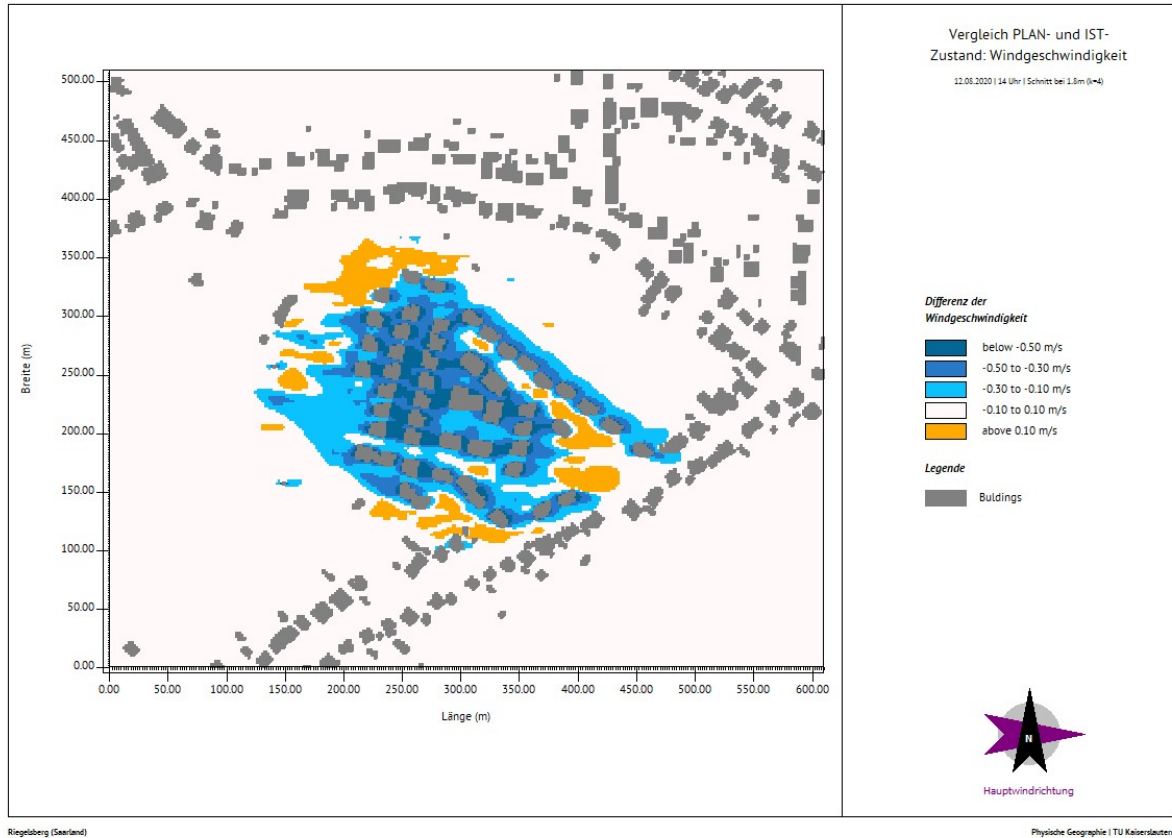 Vergleich PLAN- und IST-
Zustand: Windgeschwindigkeit
12.08.2020 | 14 Uhr | Schnitt bei 1.8m (k=4)
500.00
450.00
400.00
350.00
300.00
250.00
200.00
150.00
100.00
50.00
0.00
Breite (m)
0.00 50.00 100.00 150.00 200.00 250.00 300.00 350.00 400.00 450.00 500.00 550.00 600.00
Länge (m)
Differenz der
Windgeschwindigkeit
below -0.50 m/s
-0.50 to -0.30 m/s
-0.30 to -0.10 m/s
-0.10 to 0.10 m/s
above 0.10 m/s
Legende
Buldings
N
Hauptwindrichtung
Riegelsberg (Saarland)
Physische Geographie | TU Kaiserslautern